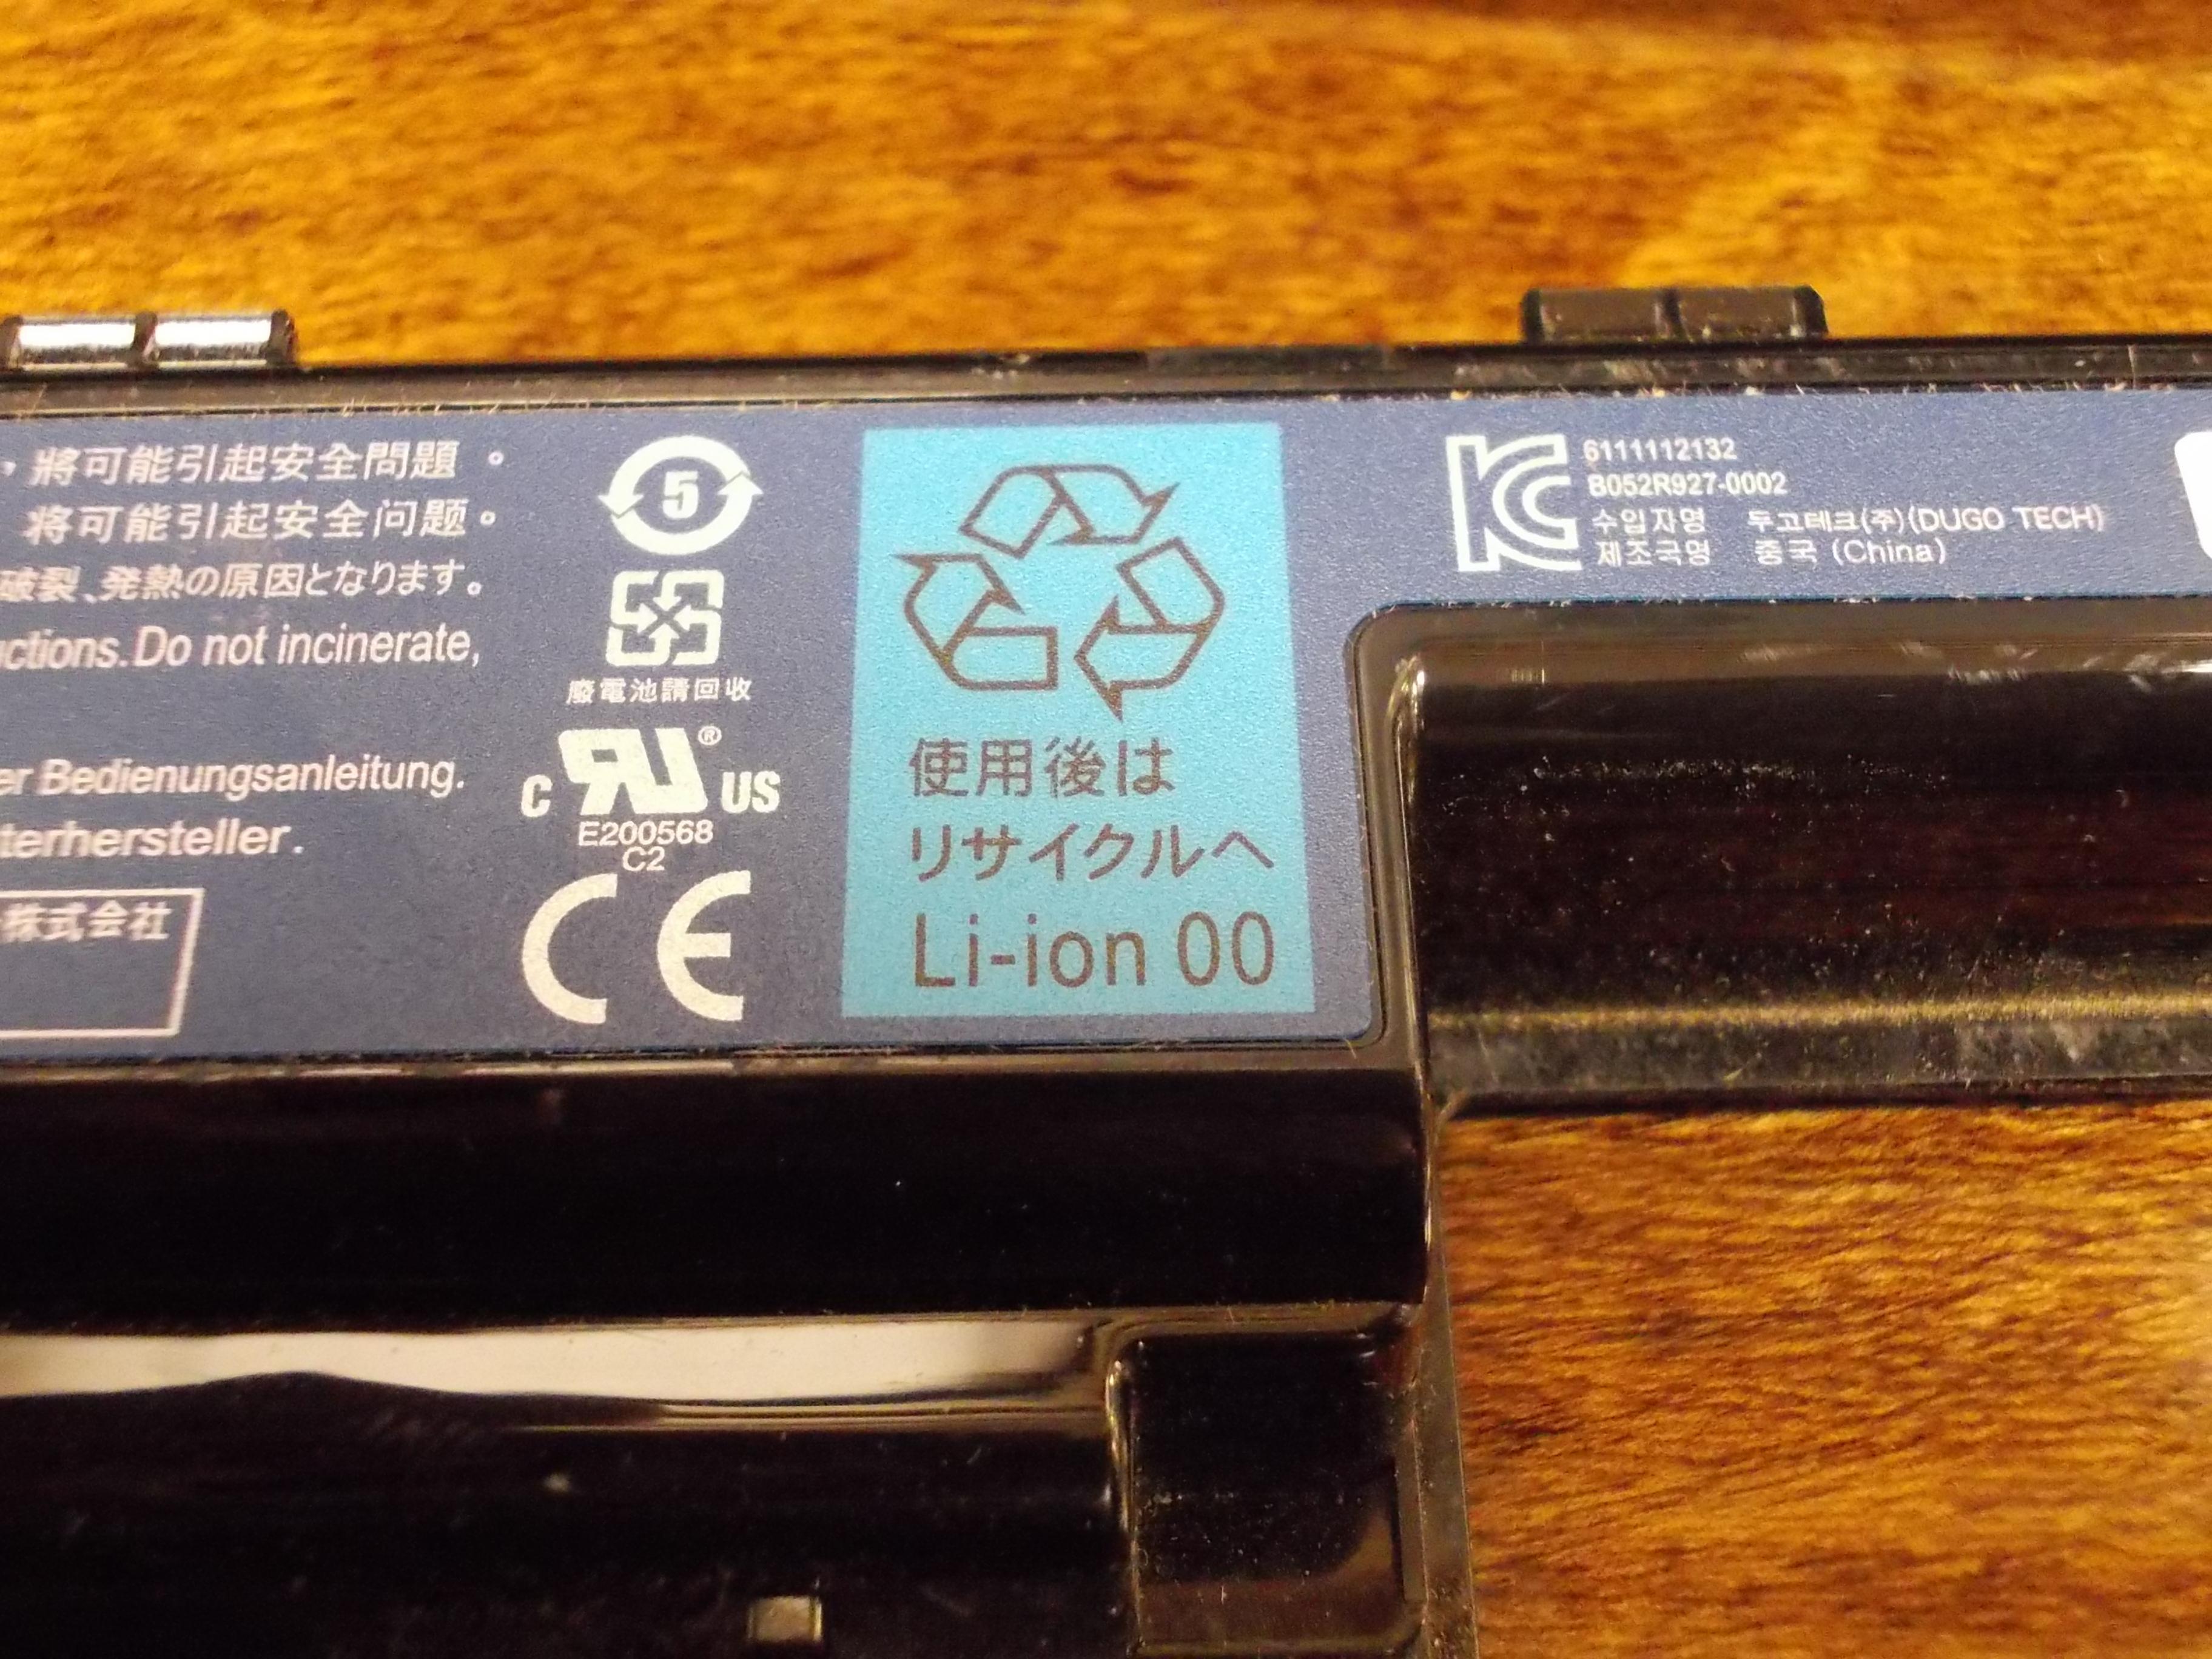 ，將可能引起安全問題。
將可能引起安全问题。
破裂、発熱の原因となります。
uctions. Do not incinerate,
er Bedienungsanleitung.
terhersteller.
株式会社
5
廢電池請回收
C RU ® US
E200568
C2
CE
使用後は
リサイクルへ
Li-ion 00
KC
6111112132
B052R927-0002
수입자명 두고테크(주)(DUGO TECH)
제조국명 중국 (China)